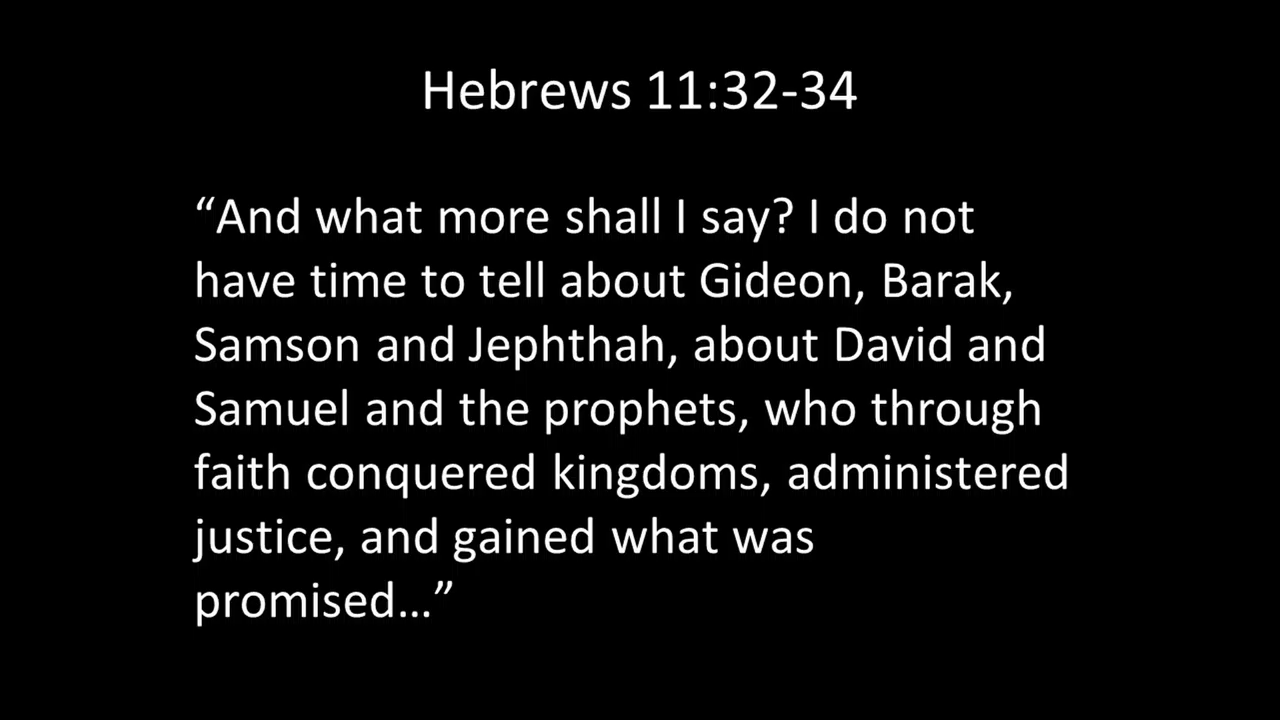 Hebrews 11:32-34
“And what more shall I say? I do not
have time to tell about Gideon, Barak,
Samson and Jephthah, about David and
Samuel and the prophets, who through
faith conquered kingdoms, administered
justice, and gained what was
promised…”